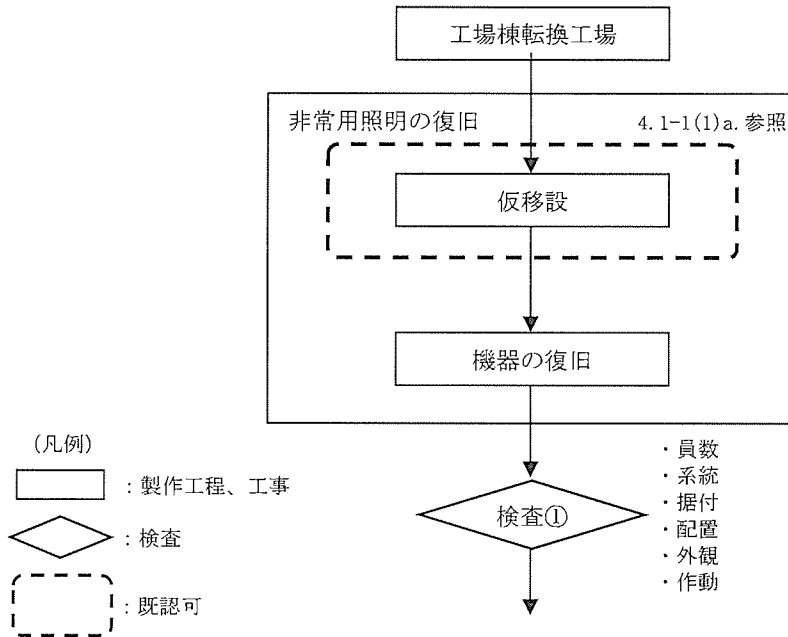 工場棟転換工場
非常用照明の復旧
4.1-1(1)a.参照
仮移設
機器の復旧
検査①
・員数
・系統
・据付
・配置
・外観
・作動
(凡例)
：製作工程、工事
：検査
：既認可